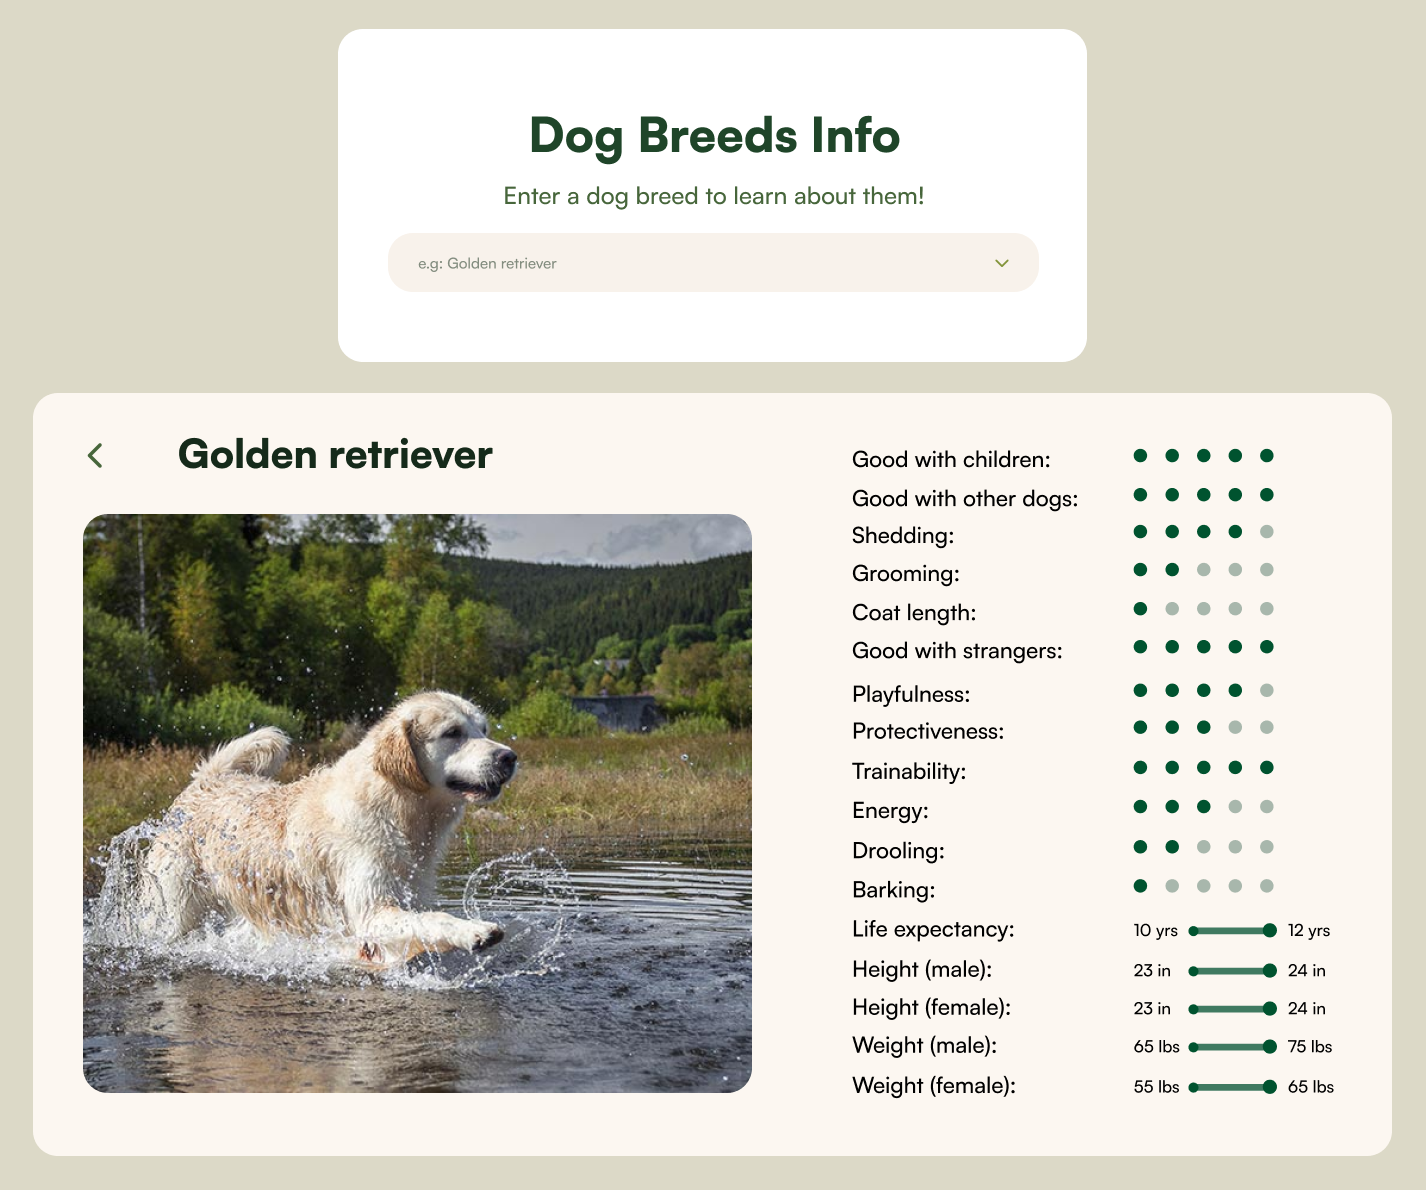 Dog Breeds Info
Enter a dog breed to learn about them!
e.g: Golden retriever
Golden retriever
Good with children:
Good with other dogs:
Shedding:
Grooming:
Coat length:
Good with strangers:
Playfulness:
Protectiveness:
Trainability:
Energy:
Drooling:
Barking:
Life expectancy: 10 yrs 12 yrs
Height (male): 23 in 24 in
Height (female): 23 in 24 in
Weight (male): 65 lbs 75 lbs
Weight (female): 55 lbs 65 lbs